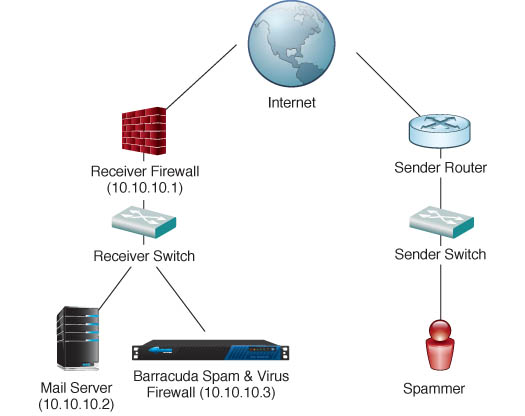 Internet
Receiver Firewall
(10.10.10.1)
Sender Router
Receiver Switch
Sender Switch
Mail Server
(10.10.10.2)
Barracuda Spam & Virus
Firewall (10.10.10.3)
Spammer